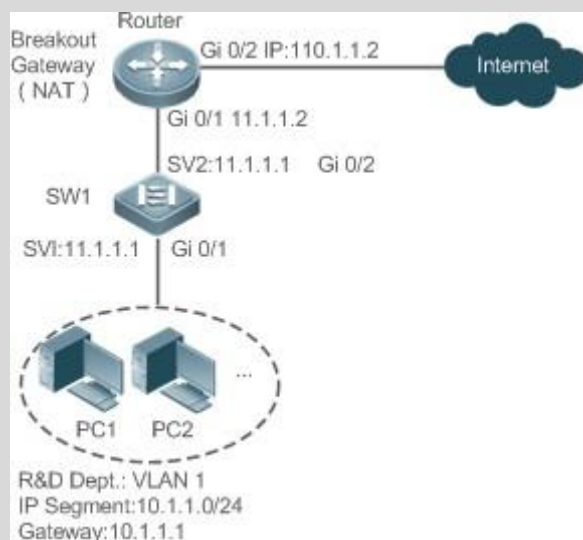 Router
Breakout
Gateway
( NAT )
Gi 0/2 IP:110.1.1.2
Internet
Gi 0/1 11.1.1.2
SV2:11.1.1.1 Gi 0/2
SW1
SVI:11.1.1.1 Gi 0/1
PC1 PC2 ...
R&D Dept.: VLAN 1
IP Segment:10.1.1.0/24
Gateway:10.1.1.1